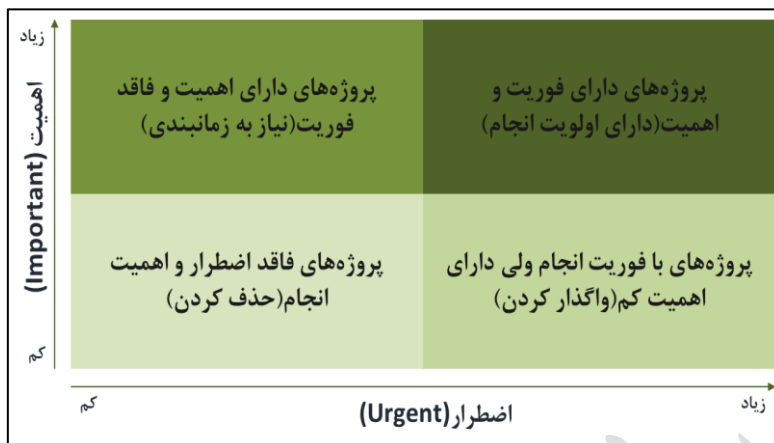 زیاد
اهمیت (Important)
کم
پروژه‌های دارای فوریت و
اهمیت(دارای اولویت انجام)
پروژه‌های دارای اهمیت و فاقد
فوریت(نیاز به زمانبندی)
پروژه‌های با فوریت انجام ولی دارای
اهمیت کم(واگذار کردن)
پروژه‌های فاقد اضطرار و اهمیت
انجام(حذف کردن)
زیاد
اضطرار(Urgent)
کم